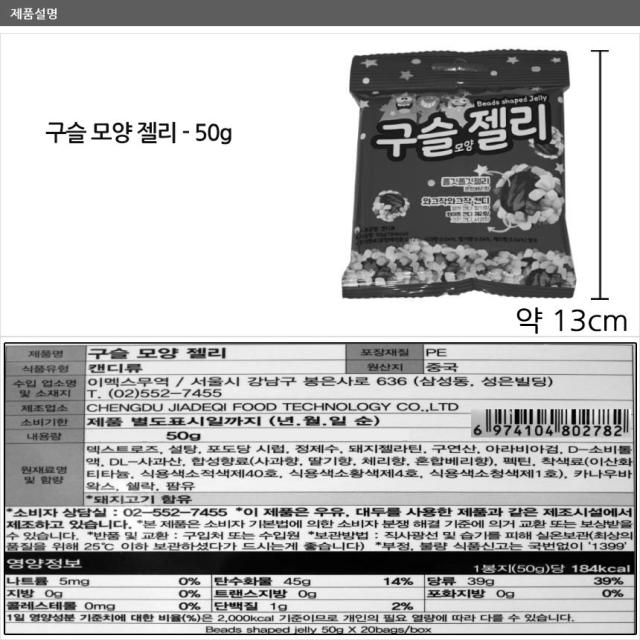 제품설명
구슬 모양 젤리 - 50g
Beads shaped Jelly
구슬 모양 젤리
쫄깃쫄깃젤리
와그작와그작캔디
약 13cm
제품명 구슬 모양 젤리 포장재질 PE
식품유형 캔디류 원산지 중국
수입 업소명 및 소재지 이멕스무역 / 서울시 강남구 봉은사로 636 (삼성동, 성은빌딩)
T. (02)552-7455
제조업소 CHENGDU JIADEQI FOOD TECHNOLOGY CO.,LTD
소비기한 제품 별도표시일까지 (년.월.일 순)
내용량 50g
6 974104 802782
원재료명 및 함량 덱스트로즈, 설탕, 포도당 시럽, 정제수, 돼지젤라틴, 구연산, 아라비아검, D-소비톨
액, DL-사과산, 합성향료(사과향, 딸기향, 체리향, 혼합베리향), 펙틴, 착색료(이산화
티타늄, 식용색소적색제40호, 식용색소황색제4호, 식용색소청색제1호), 카나우바
왁스, 쉘락, 팜유
*돼지고기 함유
*소비자 상담실 : 02-552-7455 *이 제품은 우유, 대두를 사용한 제품과 같은 제조시설에서
제조하고 있습니다. *본 제품은 소비자 기본법에 의한 소비자 분쟁 해결 기준에 의거 교환 또는 보상받을
수 있습니다. *반품 및 교환 : 구입처 또는 수입원 *보관방법 : 직사광선 및 습기를 피해 실온보관(최상의
품질을 위해 25℃ 이하 보관하셨다가 드시는게 좋습니다) *부정, 불량 식품신고는 국번없이 '1399'
영양정보 1봉지(50g)당 184kcal
나트륨 5mg 0% 탄수화물 45g 14% 당류 39g 39%
지방 0g 0% 트랜스지방 0g 0% 포화지방 0g 0%
콜레스테롤 0mg 0% 단백질 1g 2%
1일 영양성분 기준치에 대한 비율(%)은 2,000kcal 기준이므로 개인의 필요 열량에 따라 다를 수 있습니다.
Beads shaped jelly 50g X 20bags/box